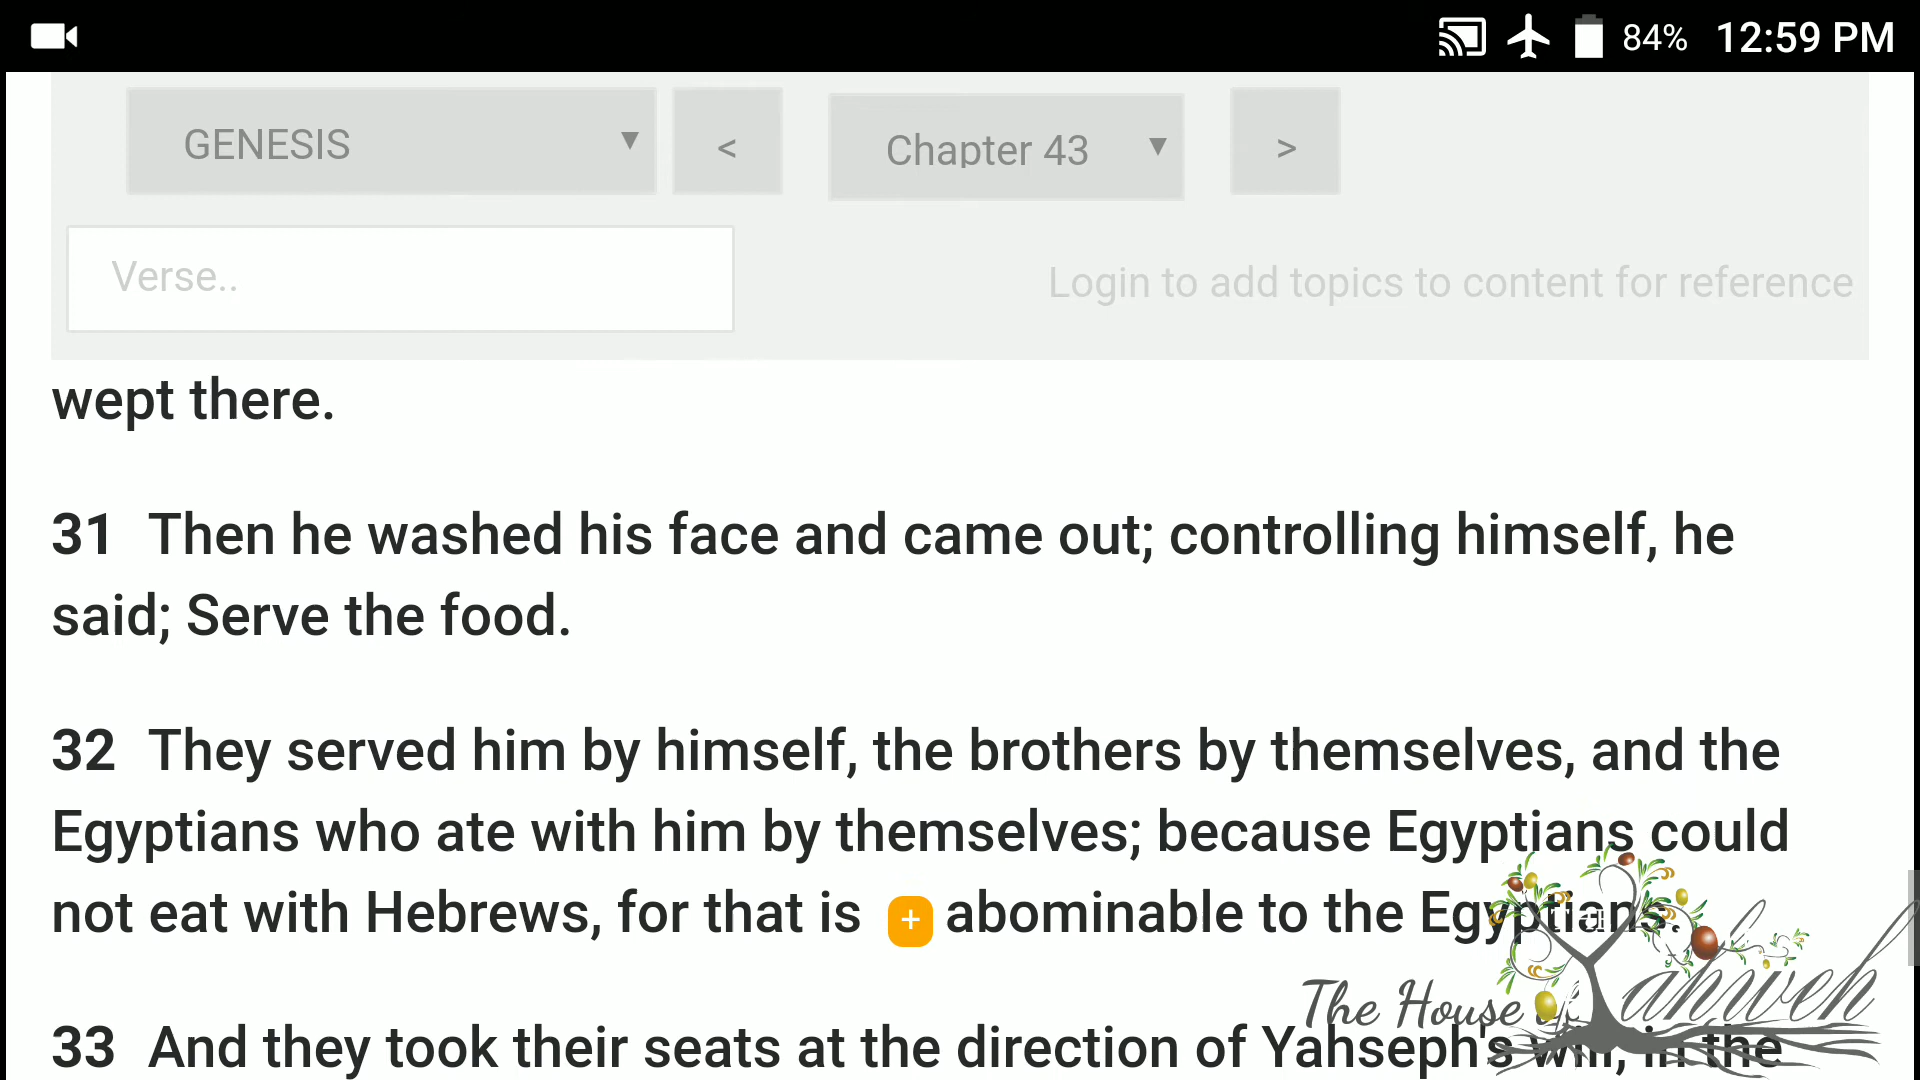 84% 12:59 PM
GENESIS ▼ < Chapter 43 ▼ >
Verse.. Login to add topics to content for reference
wept there.
31 Then he washed his face and came out; controlling himself, he
said; Serve the food.
32 They served him by himself, the brothers by themselves, and the
Egyptians who ate with him by themselves; because Egyptians could
not eat with Hebrews, for that is + abominable to the Egyptians.
THE
The House of Yahweh
33 And they took their seats at the direction of Yahseph's will, in the